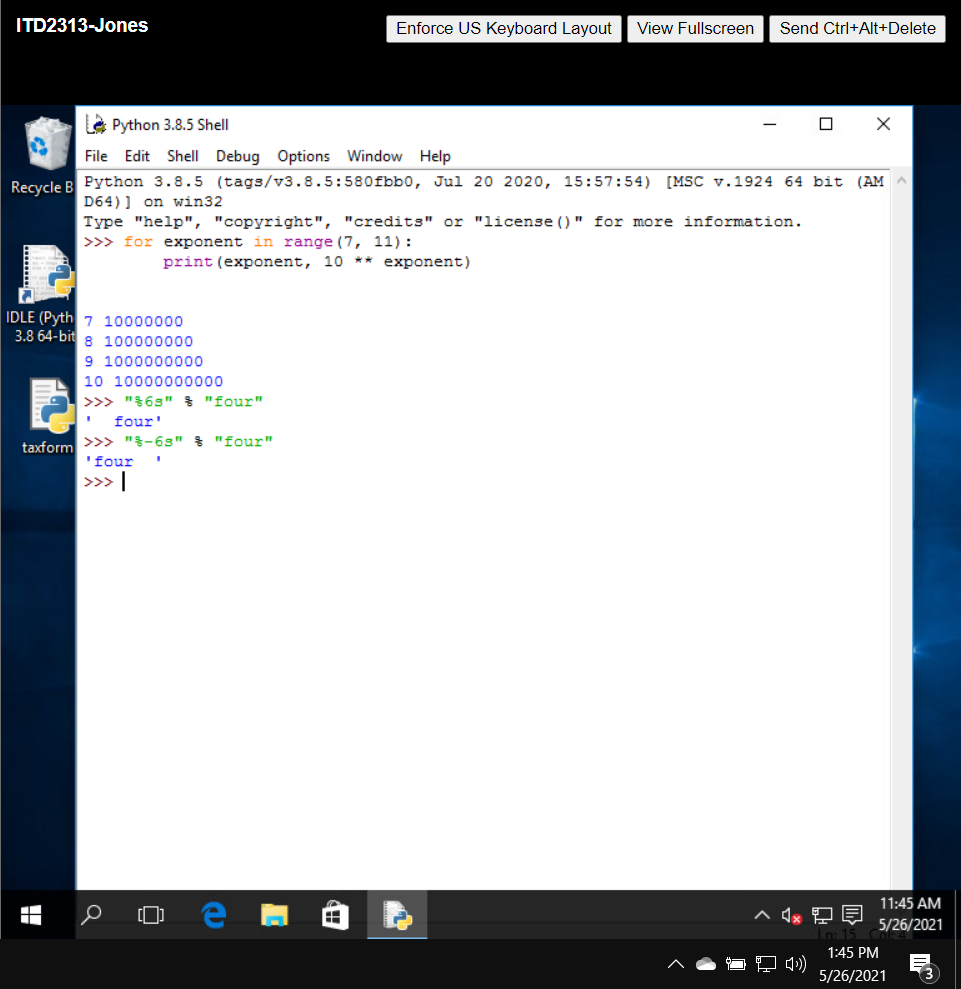 ITD2313-Jones
Enforce US Keyboard Layout
View Fullscreen
Send Ctrl+Alt+Delete
Recycle B
IDLE (Pyth
3.8 64-bit
taxform
Python 3.8.5 Shell
File Edit Shell Debug Options Window Help
Python 3.8.5 (tags/v3.8.5:580fbb0, Jul 20 2020, 15:57:54) [MSC v.1924 64 bit (AM
D64)] on win32
Type "help", "copyright", "credits" or "license()" for more information.
>>> for exponent in range(7, 11):
        print(exponent, 10 ** exponent)
7 10000000
8 100000000
9 1000000000
10 10000000000
>>> "%6s" % "four"
'  four'
>>> "%-6s" % "four"
'four  '
>>>
11:45 AM
5/26/2021
Ln: 15 Col: 4
1:45 PM
5/26/2021
3